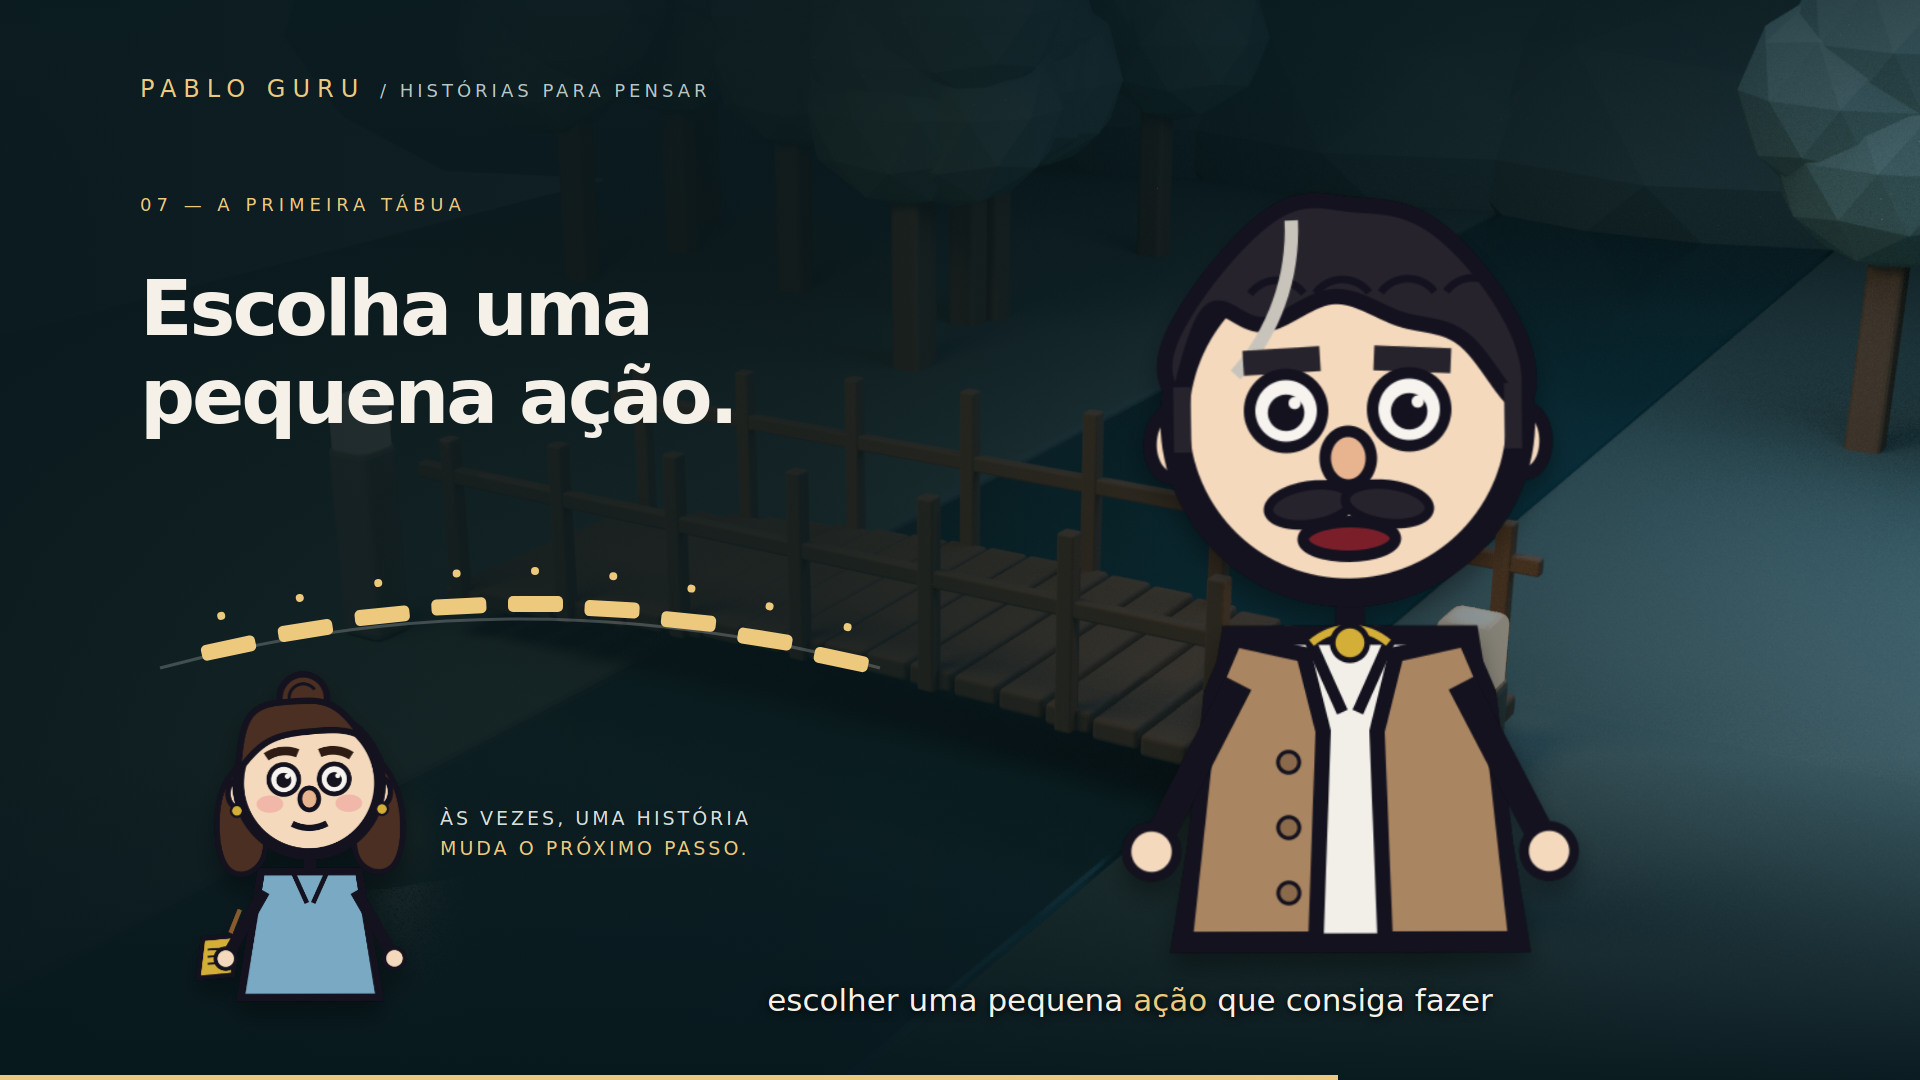 PABLO GURU / HISTÓRIAS PARA PENSAR
07 — A PRIMEIRA TÁBUA
Escolha uma
pequena ação.
ÀS VEZES, UMA HISTÓRIA
MUDA O PRÓXIMO PASSO.
escolher uma pequena ação que consiga fazer